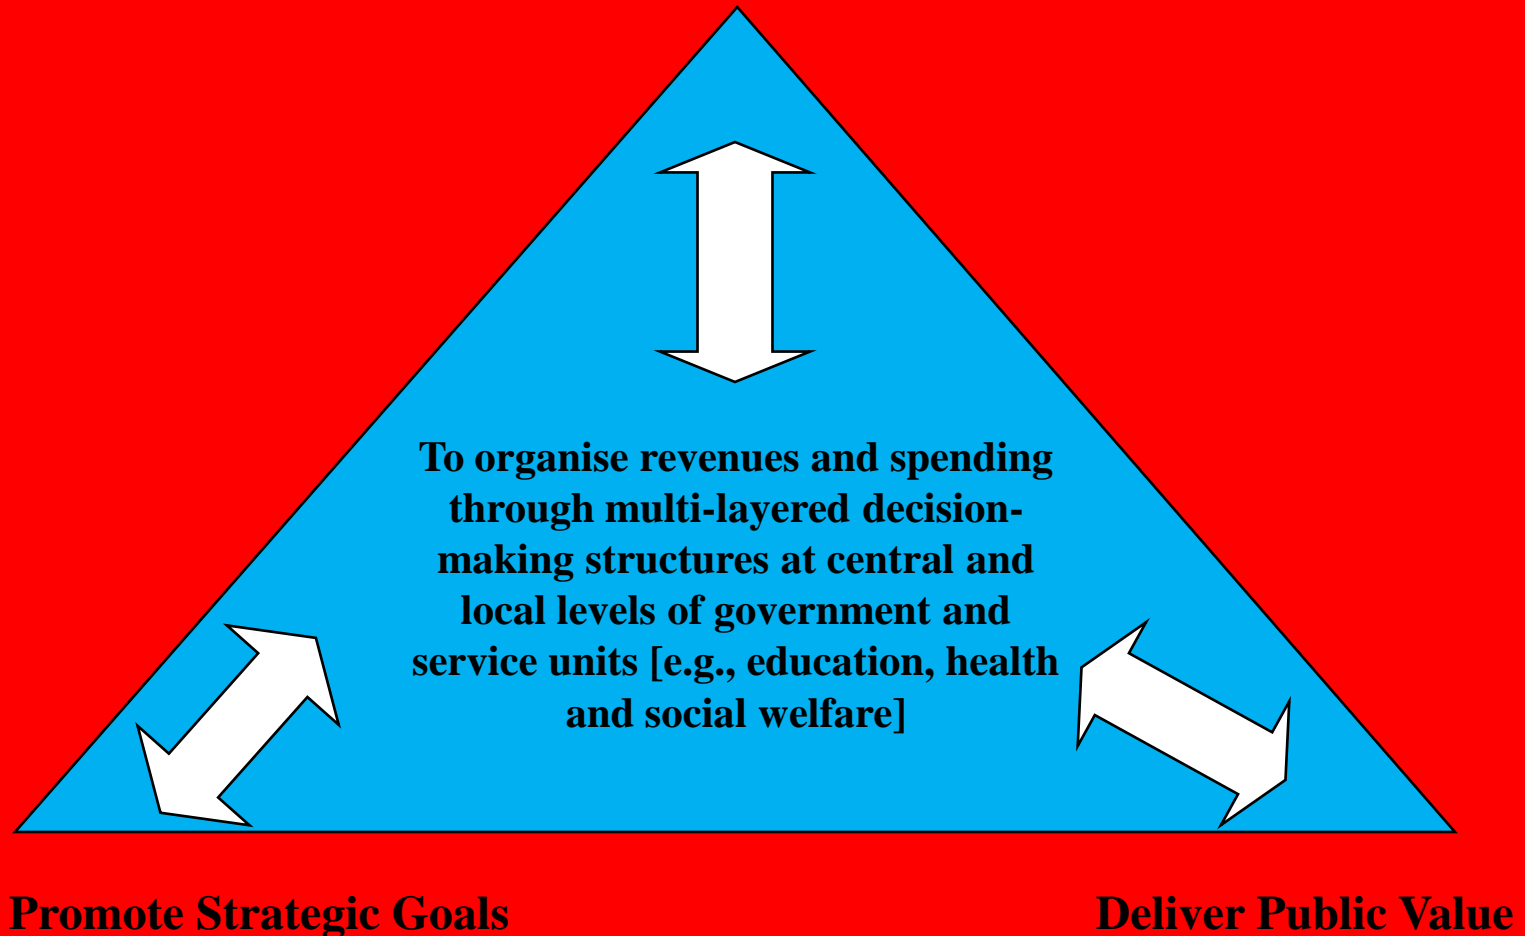 To organise revenues and spending
through multi-layered decision-
making structures at central and
local levels of government and
service units [e.g., education, health
and social welfare]
Promote Strategic Goals
Deliver Public Value